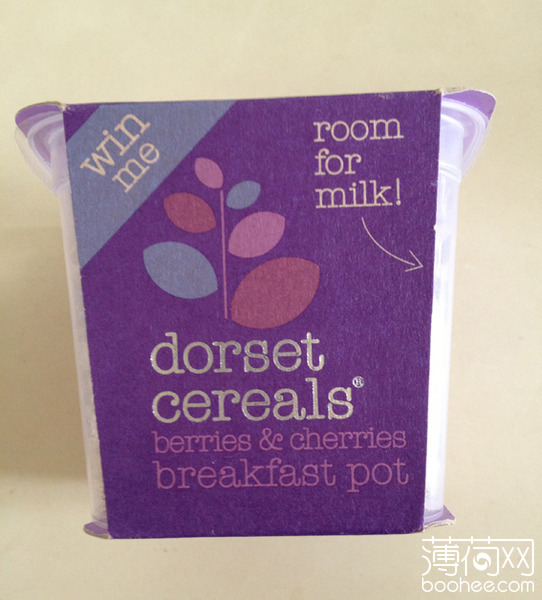 win
me
room
for
milk!
dorset
cereals®
berries & cherries
breakfast pot
薄荷网
boohee.com